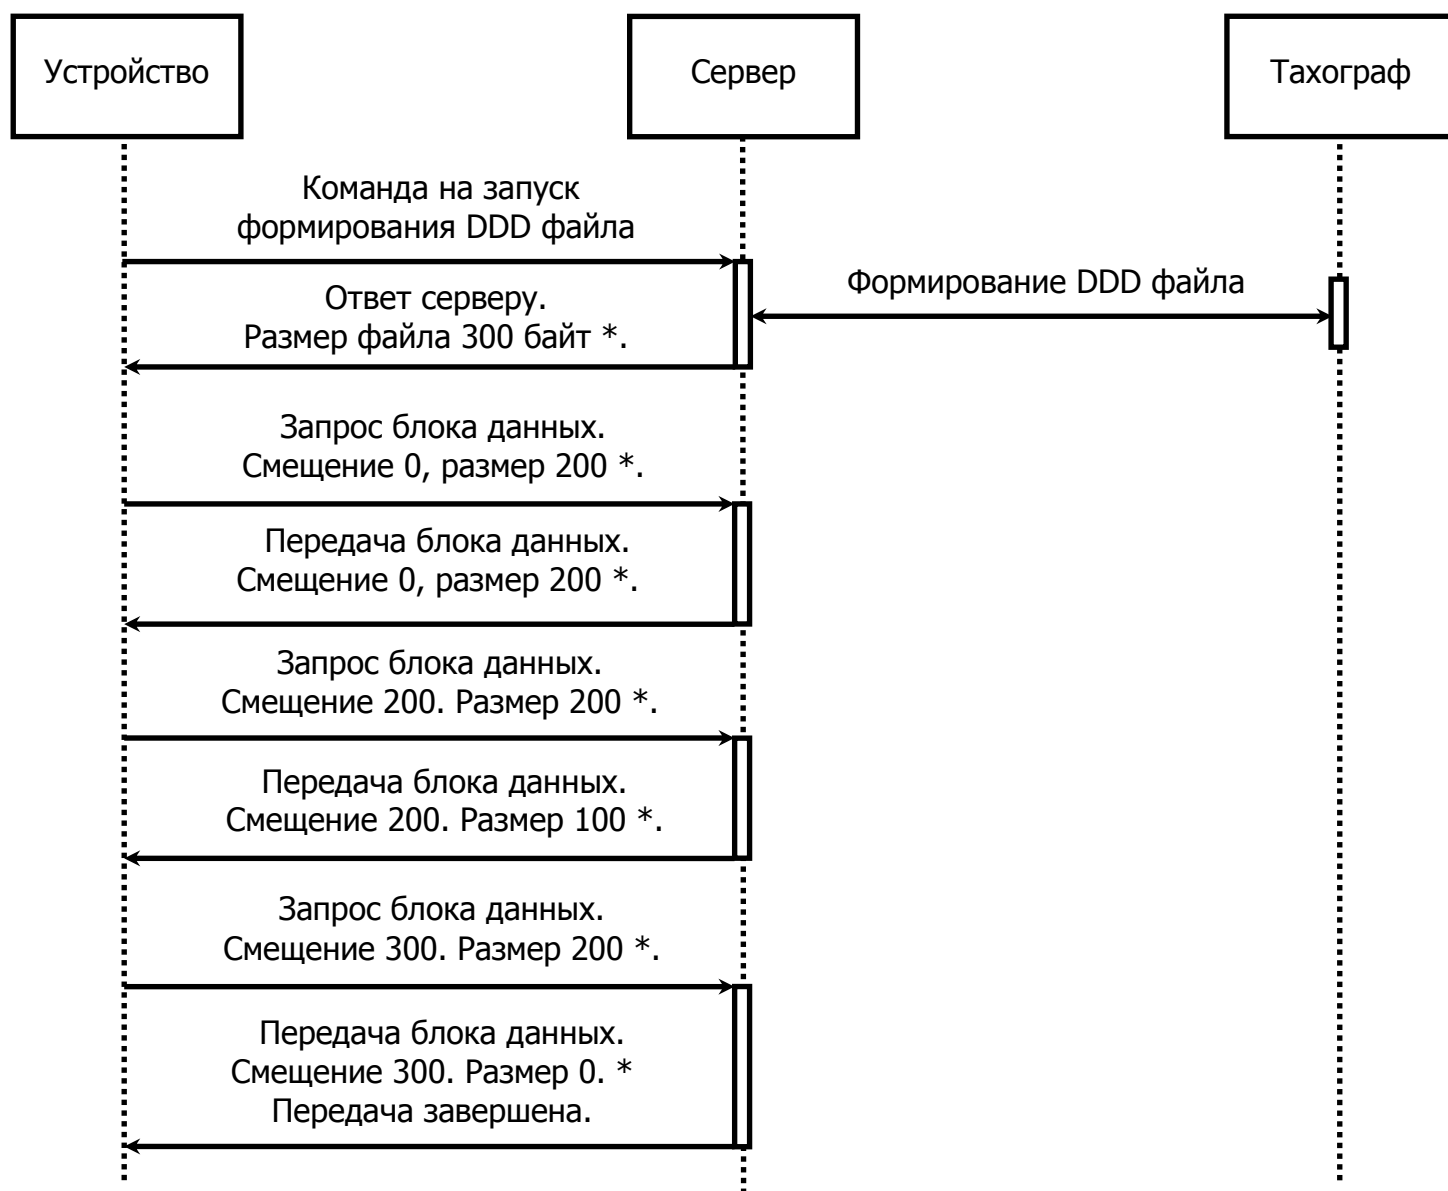 Устройство
Сервер
Тахограф
Команда на запуск
формирования DDD файла
Формирование DDD файла
Ответ серверу.
Размер файла 300 байт *.
Запрос блока данных.
Смещение 0, размер 200 *.
Передача блока данных.
Смещение 0, размер 200 *.
Запрос блока данных.
Смещение 200. Размер 200 *.
Передача блока данных.
Смещение 200. Размер 100 *.
Запрос блока данных.
Смещение 300. Размер 200 *.
Передача блока данных.
Смещение 300. Размер 0. *
Передача завершена.